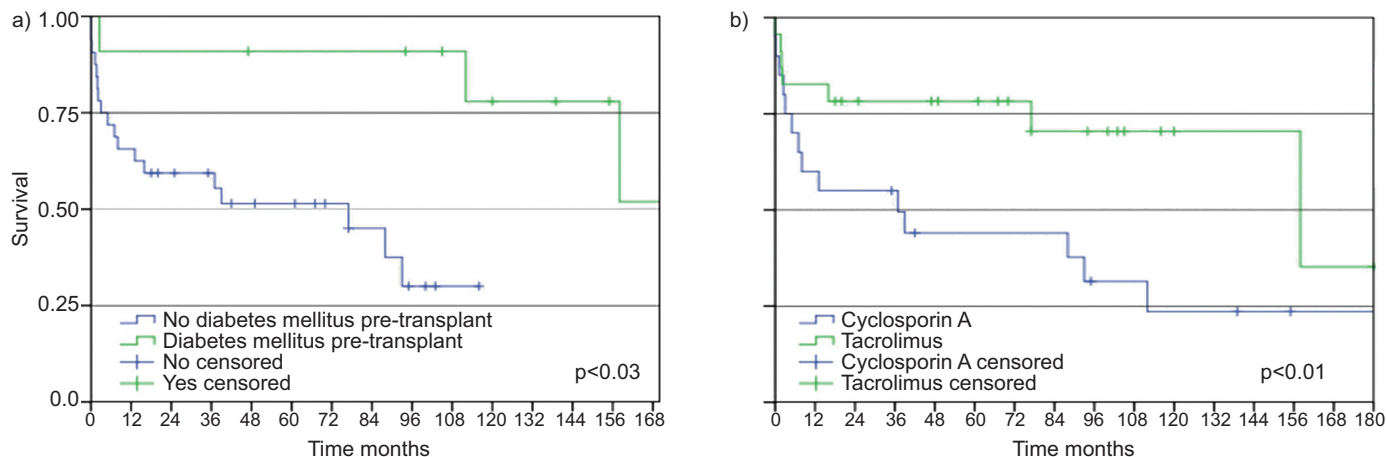 a)
1.00
0.75
0.50
0.25
0.0
Survival
No diabetes mellitus pre-transplant
Diabetes mellitus pre-transplant
No censored
Yes censored
p<0.03
0 12 24 36 48 60 72 84 96 108 120 132 144 156 168
Time months
b)
Cyclosporin A
Tacrolimus
Cyclosporin A censored
Tacrolimus censored
p<0.01
0 12 24 36 48 60 72 84 96 108 120 132 144 156 168 180
Time months